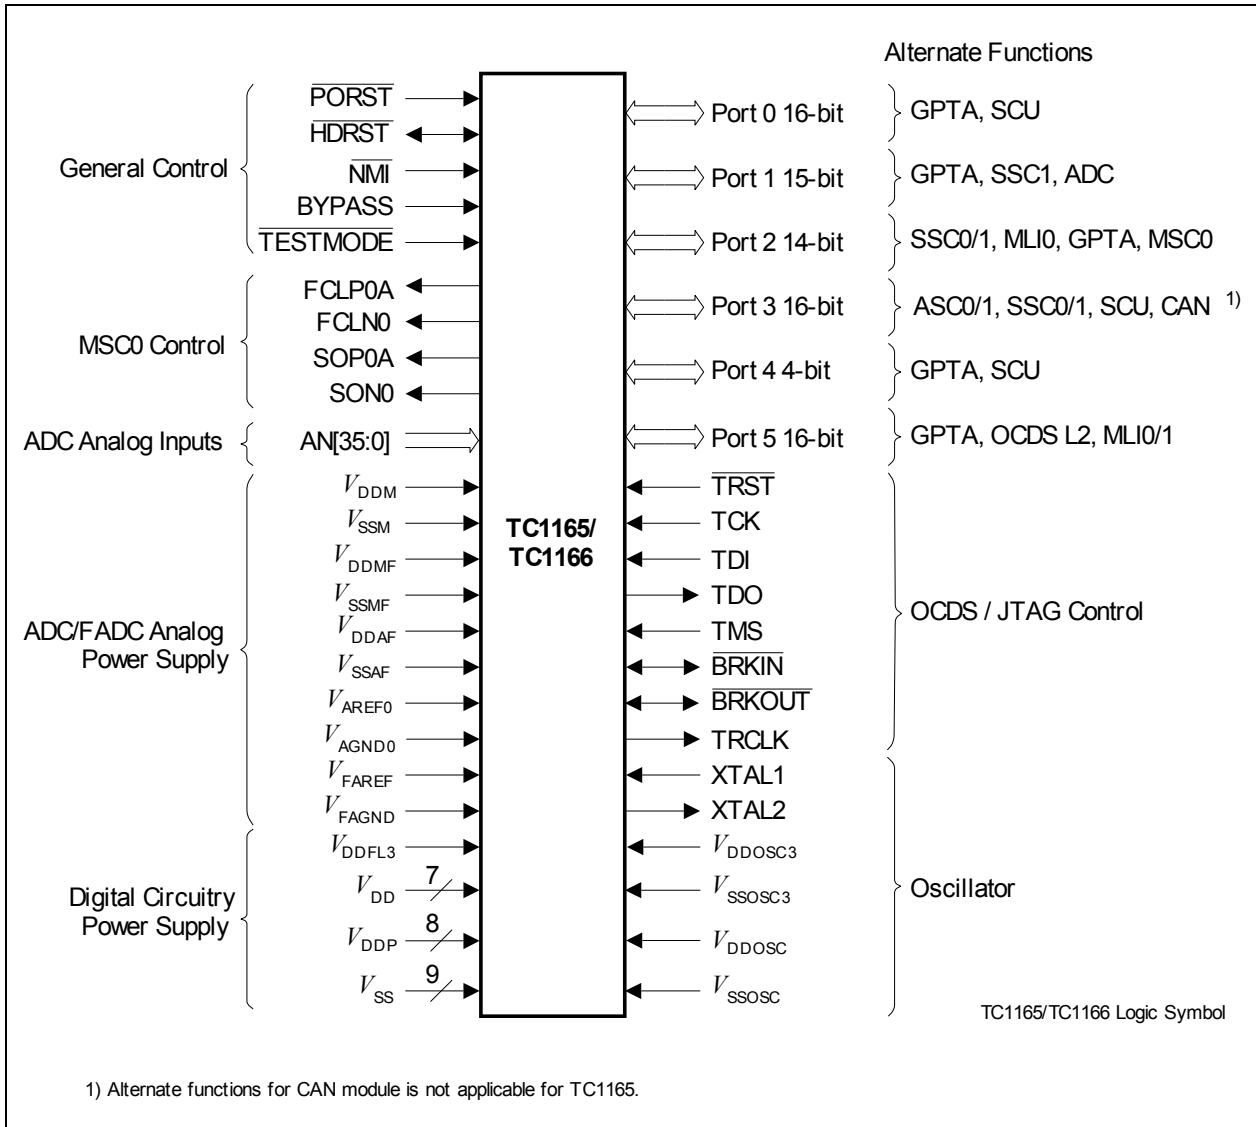 Alternate Functions
General Control
PORST
HDRST
NMI
BYPASS
TESTMODE
MSC0 Control
FCLP0A
FCLN0
SOP0A
SON0
ADC Analog Inputs
AN[35:0]
ADC/FADC Analog
Power Supply
VDDM
VSSM
VDDMF
VSSMF
VDDAF
VSSAF
VAREF0
VAGND0
VFAREF
VFAGND
Digital Circuitry
Power Supply
VDDFL3
VDD 7
VDDP 8
VSS 9
TC1165/
TC1166
Port 0 16-bit GPTA, SCU
Port 1 15-bit GPTA, SSC1, ADC
Port 2 14-bit SSC0/1, MLI0, GPTA, MSC0
Port 3 16-bit ASC0/1, SSC0/1, SCU, CAN 1)
Port 4 4-bit GPTA, SCU
Port 5 16-bit GPTA, OCDS L2, MLI0/1
TRST
TCK
TDI
TDO
TMS
BRKIN
BRKOUT
TRCLK
OCDS / JTAG Control
XTAL1
XTAL2
VDDOSC3
VSSOSC3
VDDOSC
VSSOSC
Oscillator
TC1165/TC1166 Logic Symbol
1) Alternate functions for CAN module is not applicable for TC1165.